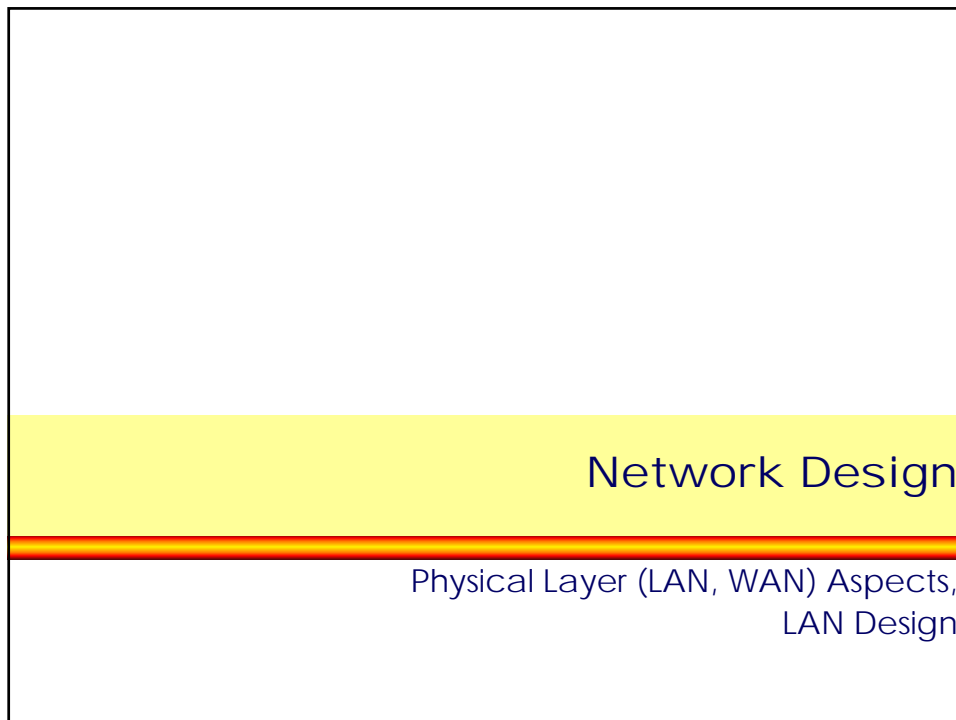 Network Design
Physical Layer (LAN, WAN) Aspects,
LAN Design